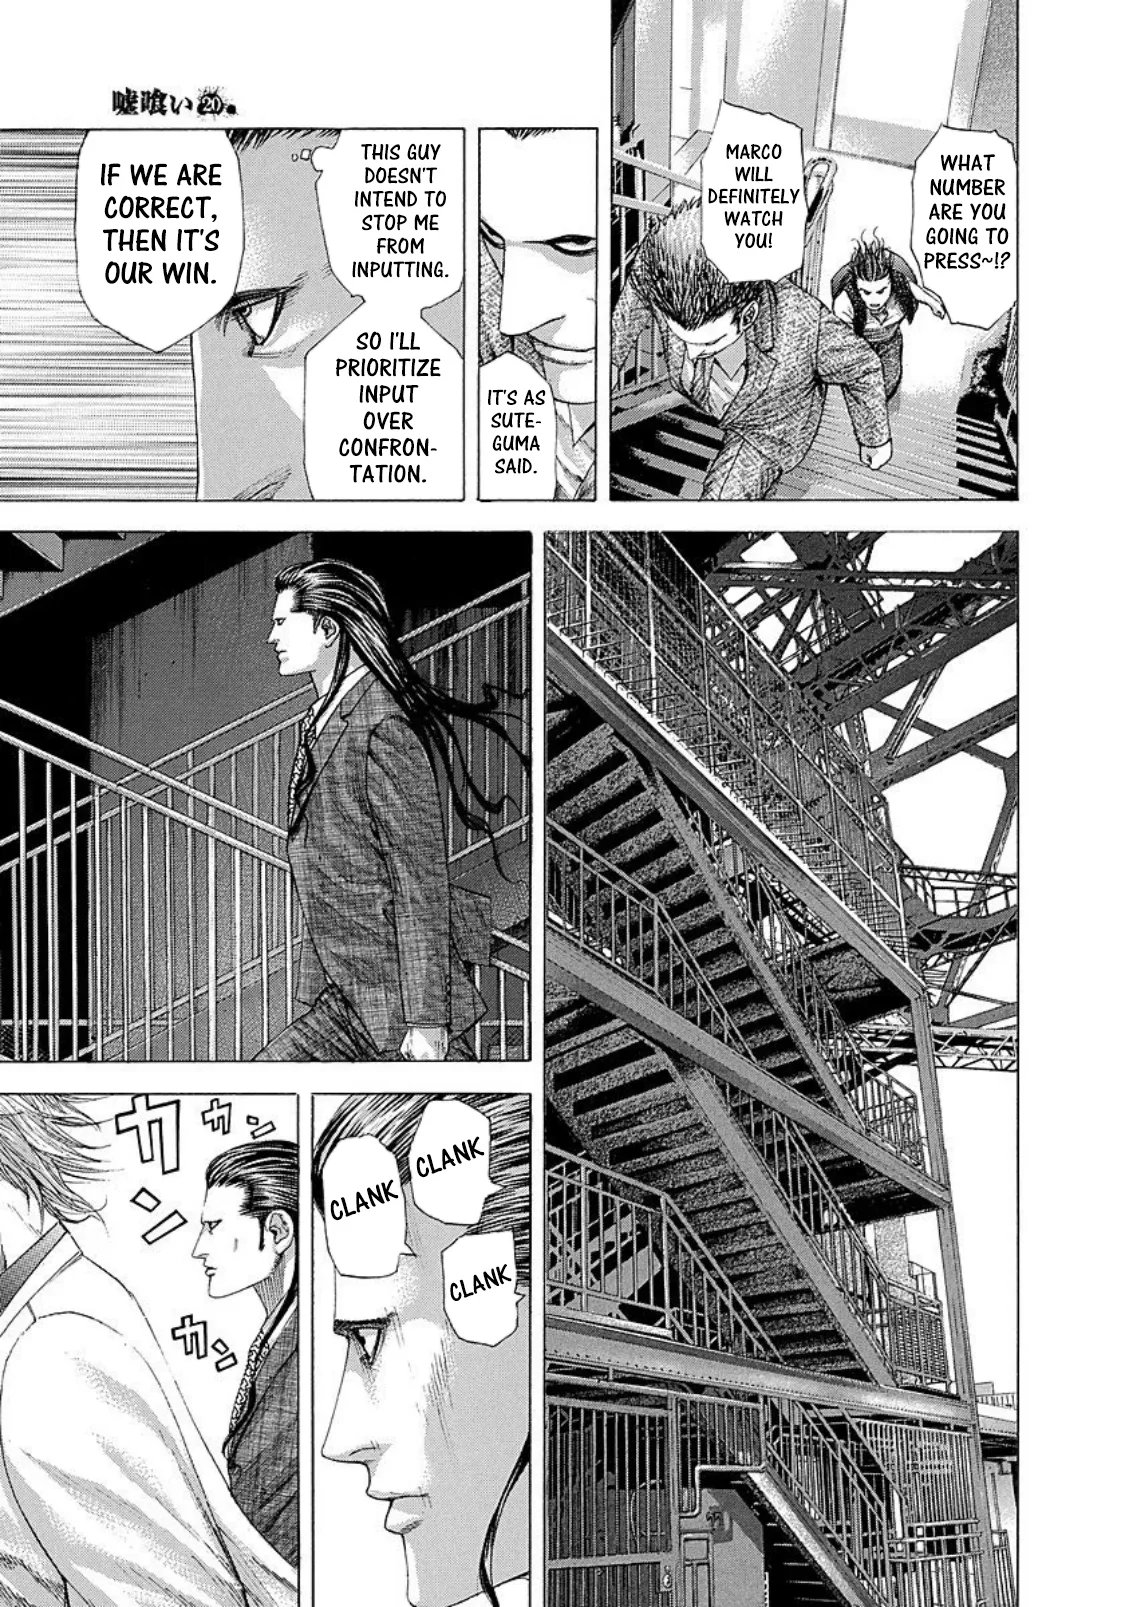 嘘喰い 20
WHAT
NUMBER
ARE YOU
GOING TO
PRESS~!?
MARCO
WILL
DEFINITELY
WATCH
YOU!
IT'S AS
SUTE-
GUMA
SAID.
THIS GUY
DOESN'T
INTEND TO
STOP ME
FROM
INPUTTING.
SO I'LL
PRIORITIZE
INPUT
OVER
CONFRON-
TATION.
IF WE ARE
CORRECT,
THEN IT'S
OUR WIN.
CLANK
CLANK
CLANK
カン
カン
カン